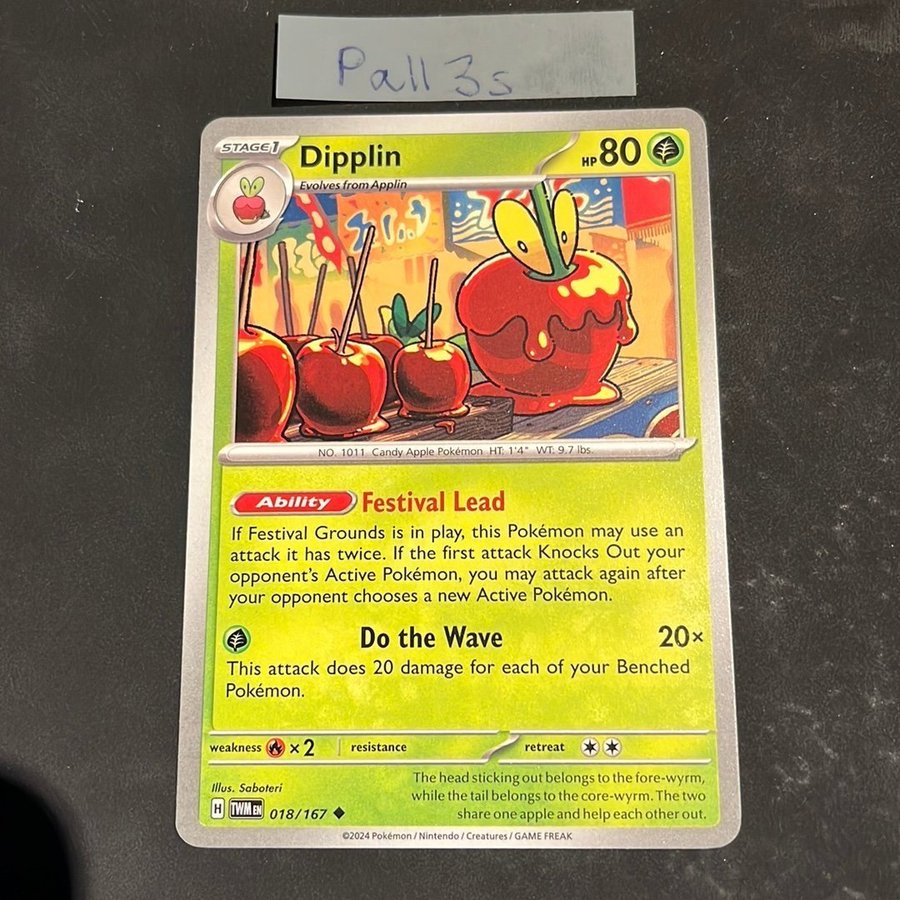 Pall3s
STAGE 1
Dipplin
HP 80
Evolves from Applin
NO. 1011 Candy Apple Pokémon HT: 1'4" WT: 9.7 lbs.
Ability Festival Lead
If Festival Grounds is in play, this Pokémon may use an
attack it has twice. If the first attack Knocks Out your
opponent's Active Pokémon, you may attack again after
your opponent chooses a new Active Pokémon.
Do the Wave 20×
This attack does 20 damage for each of your Benched
Pokémon.
weakness ×2 resistance retreat
Illus. Saboteri
The head sticking out belongs to the fore-wyrm,
while the tail belongs to the core-wyrm. The two
share one apple and help each other out.
H TWM EN 018/167
©2024 Pokémon / Nintendo / Creatures / GAME FREAK